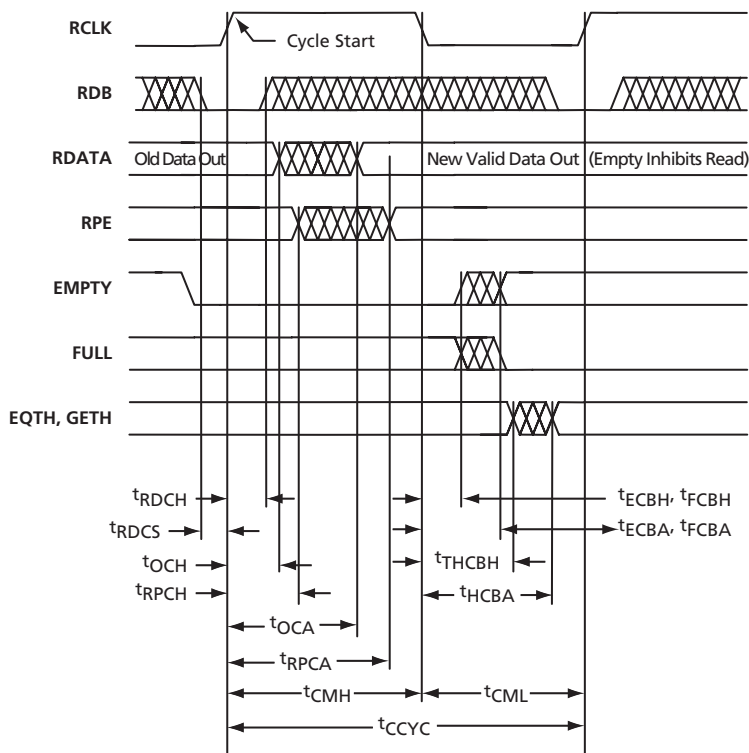 RCLK
Cycle Start
RDB
RDATA
Old Data Out
New Valid Data Out (Empty Inhibits Read)
RPE
EMPTY
FULL
EQTH, GETH
tRDCH
tECBH, tFCBH
tRDCS
tECBA, tFCBA
tOCH
tTHCBH
tRPCH
tHCBA
tOCA
tRPCA
tCMH
tCML
tCCYC